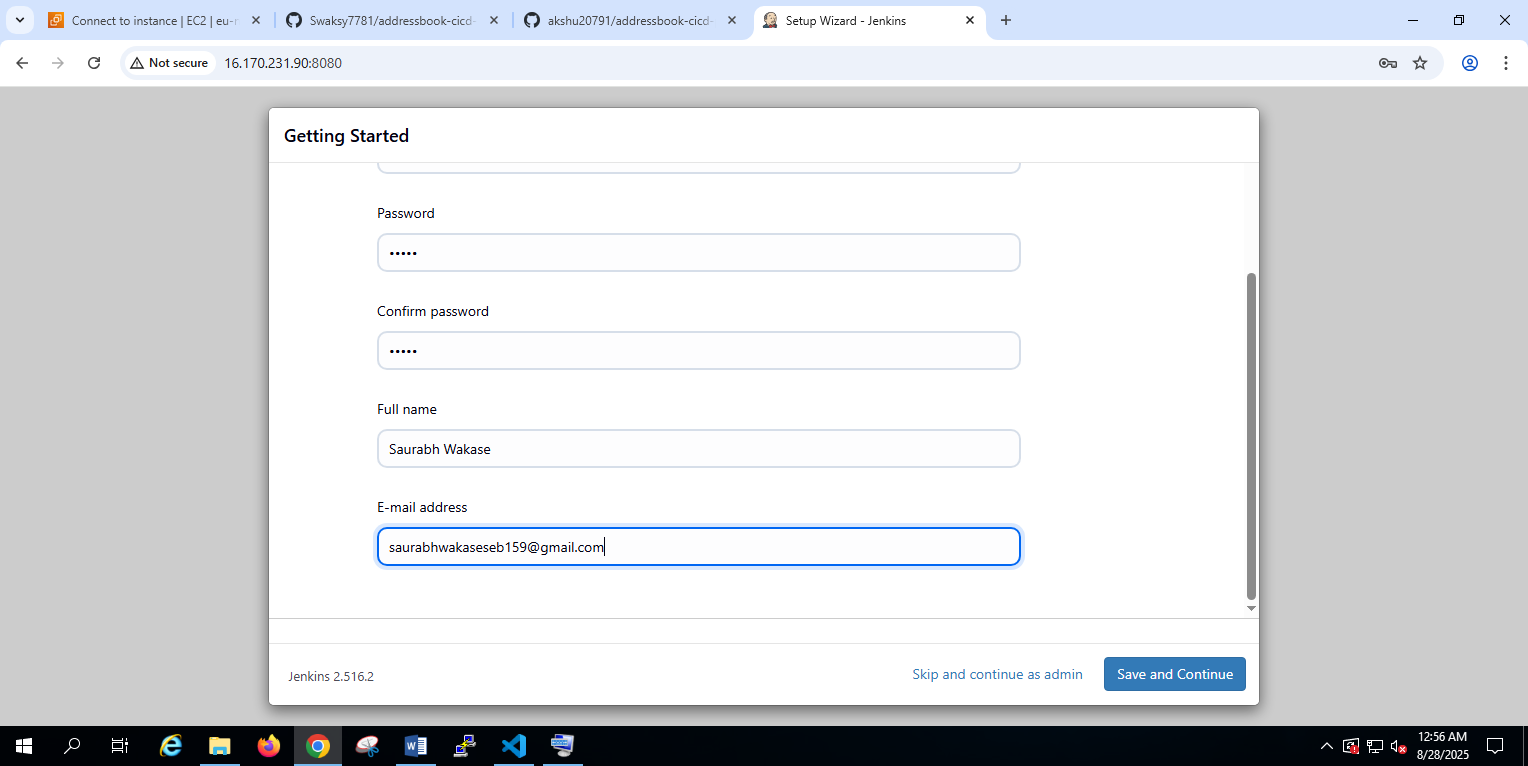 Connect to instance | EC2 | eu-n
Swaksy7781/addressbook-cicd-
akshu20791/addressbook-cicd-
Setup Wizard - Jenkins
Not secure
16.170.231.90:8080
Getting Started
Password
•••••
Confirm password
•••••
Full name
Saurabh Wakase
E-mail address
saurabhwakaseseb159@gmail.com
Jenkins 2.516.2
Skip and continue as admin
Save and Continue
12:56 AM
8/28/2025